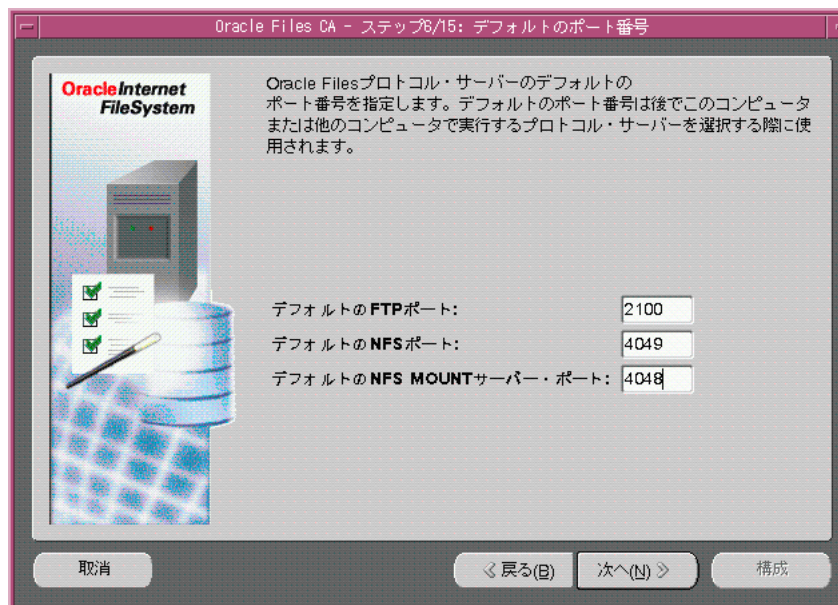 Oracle Files CA - ステップ6/15: デフォルトのポート番号
OracleInternet
FileSystem
Oracle Filesプロトコル・サーバーのデフォルトの
ポート番号を指定します。デフォルトのポート番号は後でこのコンピュータ
または他のコンピュータで実行するプロトコル・サーバーを選択する際に使
用されます。
デフォルトのFTPポート: 2100
デフォルトのNFSポート: 4049
デフォルトのNFS MOUNTサーバー・ポート: 4048
取消 戻る(B) 次へ(N) 構成